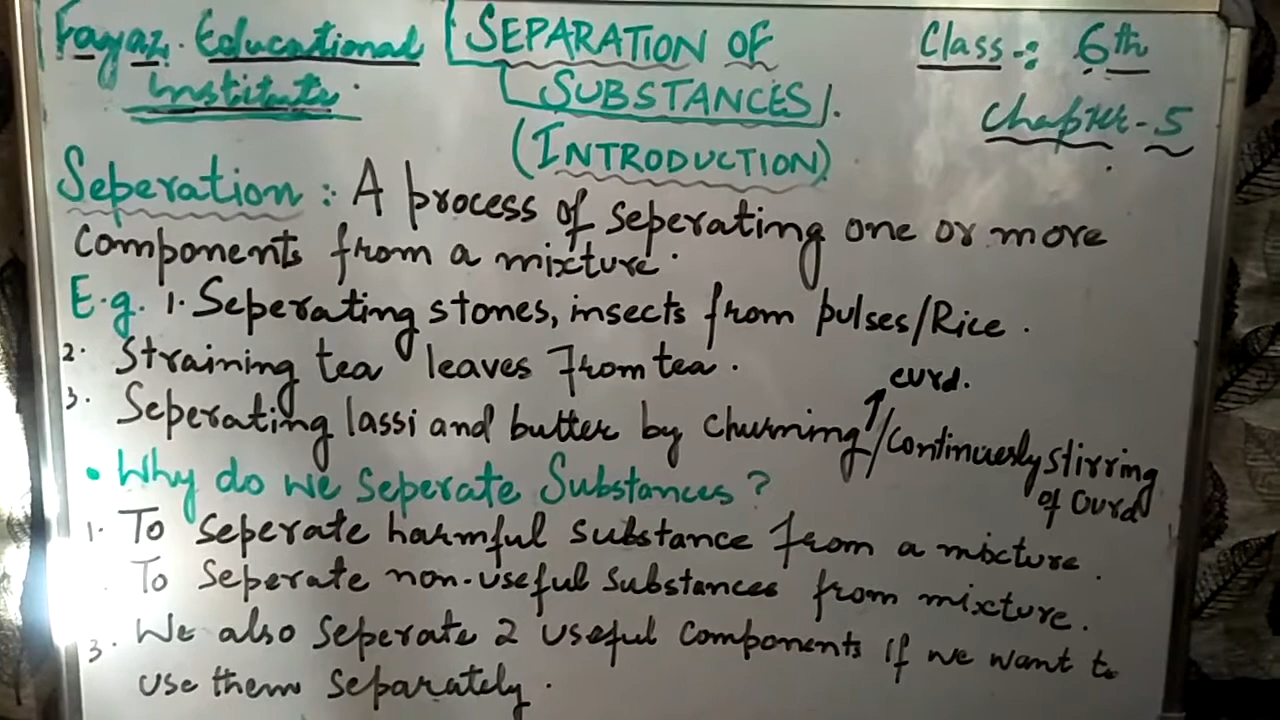 Fayaz. Educational
Institute.
SEPARATION OF
SUBSTANCES.
(INTRODUCTION)
Class -: 6th
Chapter - 5
Seperation :- A process of seperating one or more
components from a mixture.
E.g. 1. Seperating stones, insects from pulses/Rice.
2. Straining tea leaves from tea.
3. Seperating lassi and butter by churning/continuously stirring
curd.
of curd
• Why do we seperate Substances?
1. To seperate harmful substance from a mixture.
. To seperate non-useful substances from mixture.
3. We also seperate 2 useful components if we want to
use them separately.